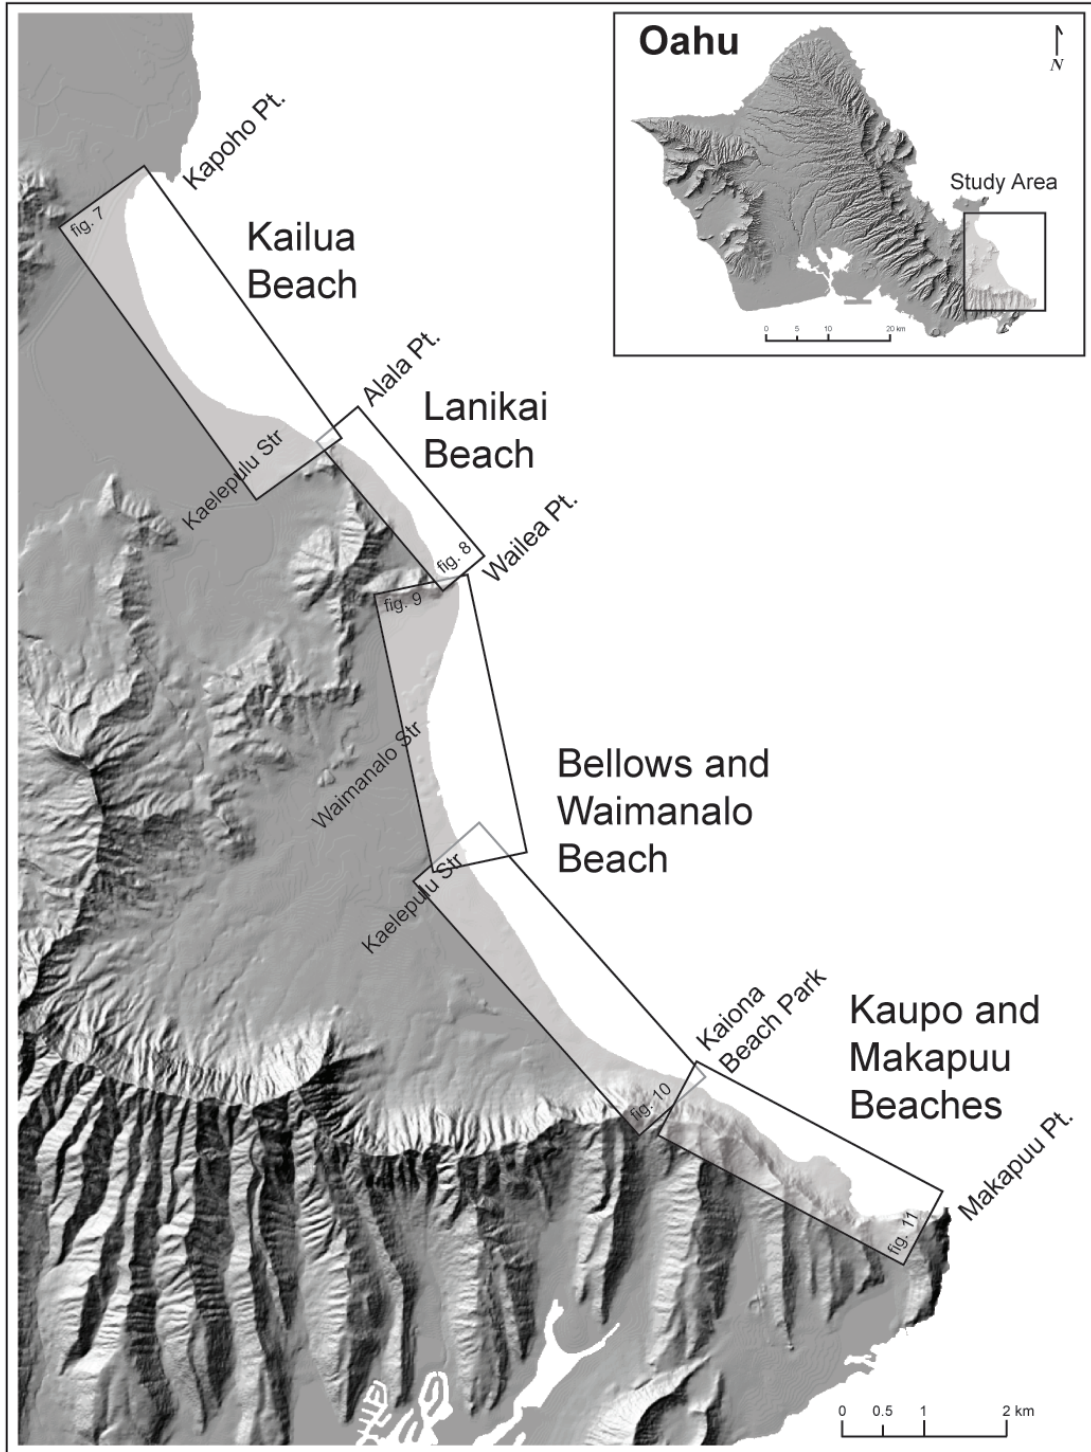 Oahu
N
Study Area
0 5 10 20 km
Kapoho Pt.
fig. 7
Kailua
Beach
Alala Pt.
Lanikai
Beach
Kaelepulu Str
Wailea Pt.
fig. 8
fig. 9
Waimanalo Str
Bellows and
Waimanalo
Beach
Kaelepulu Str
Kaiona
Beach Park
Kaupo and
Makapuu
Beaches
fig. 10
Makapuu Pt.
fig. 11
0 0.5 1 2 km